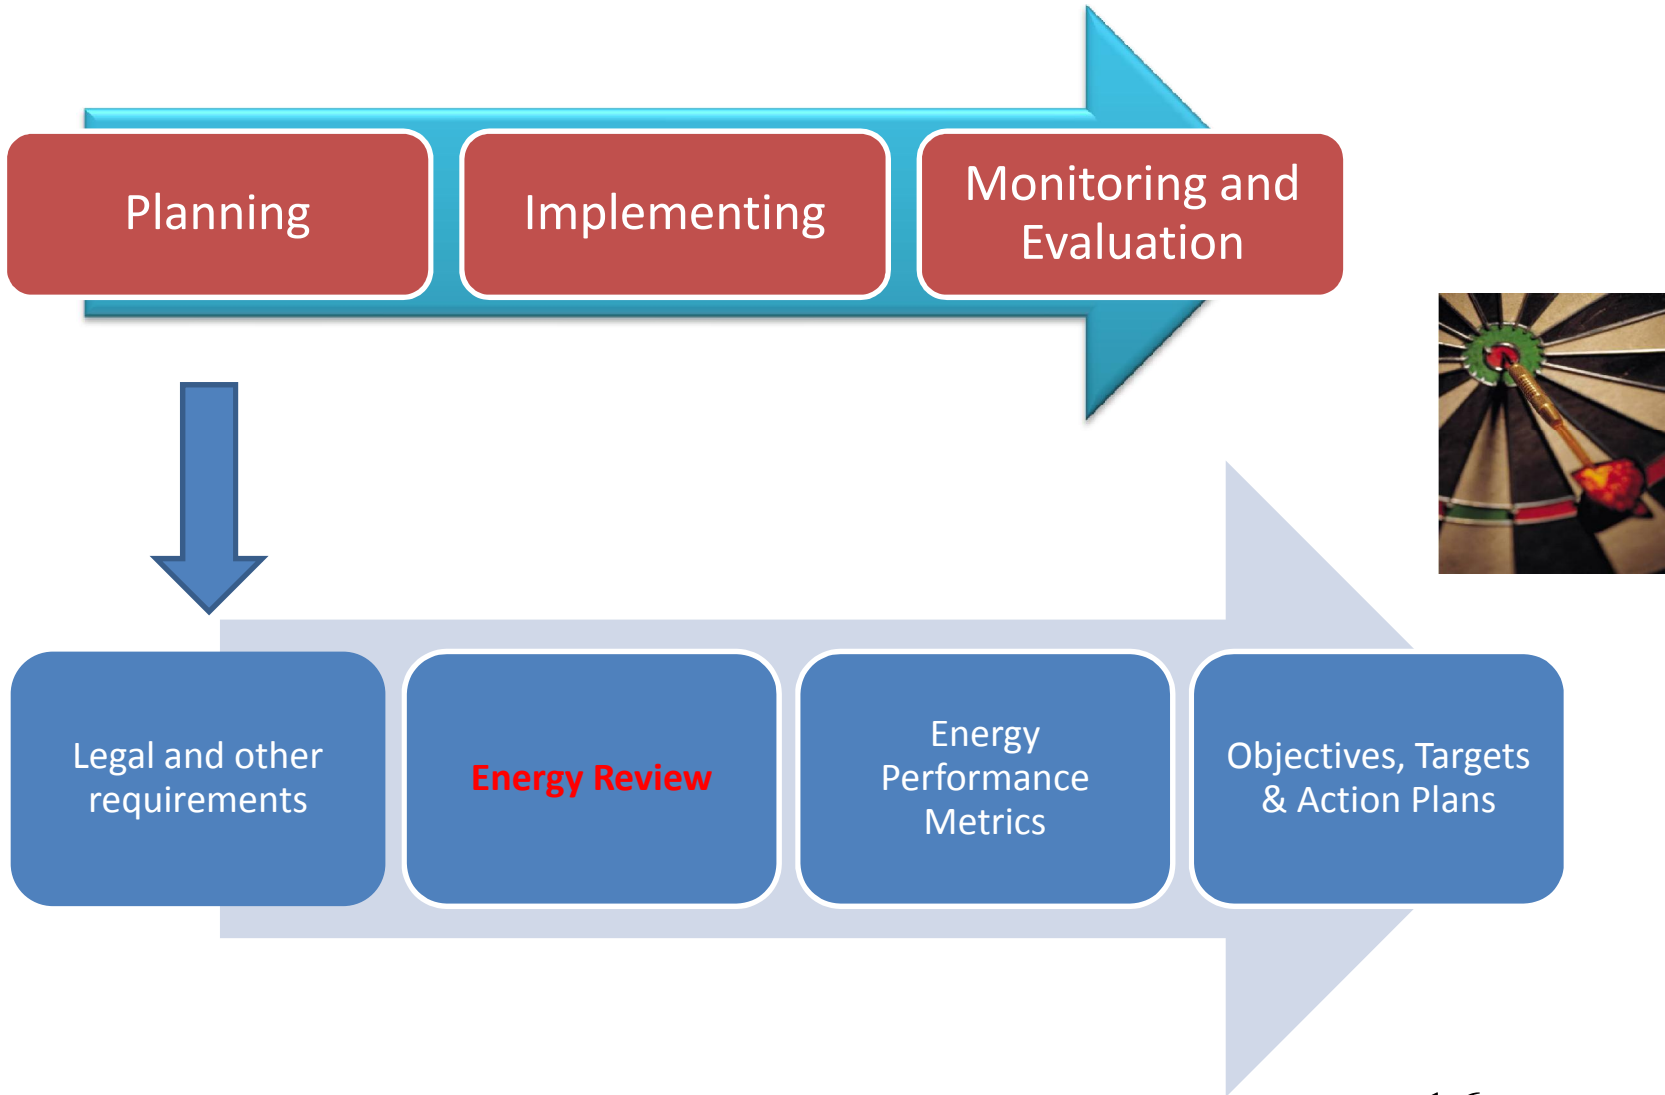 Planning
Implementing
Monitoring and
Evaluation
Legal and other
requirements
Energy Review
Energy
Performance
Metrics
Objectives, Targets
& Action Plans